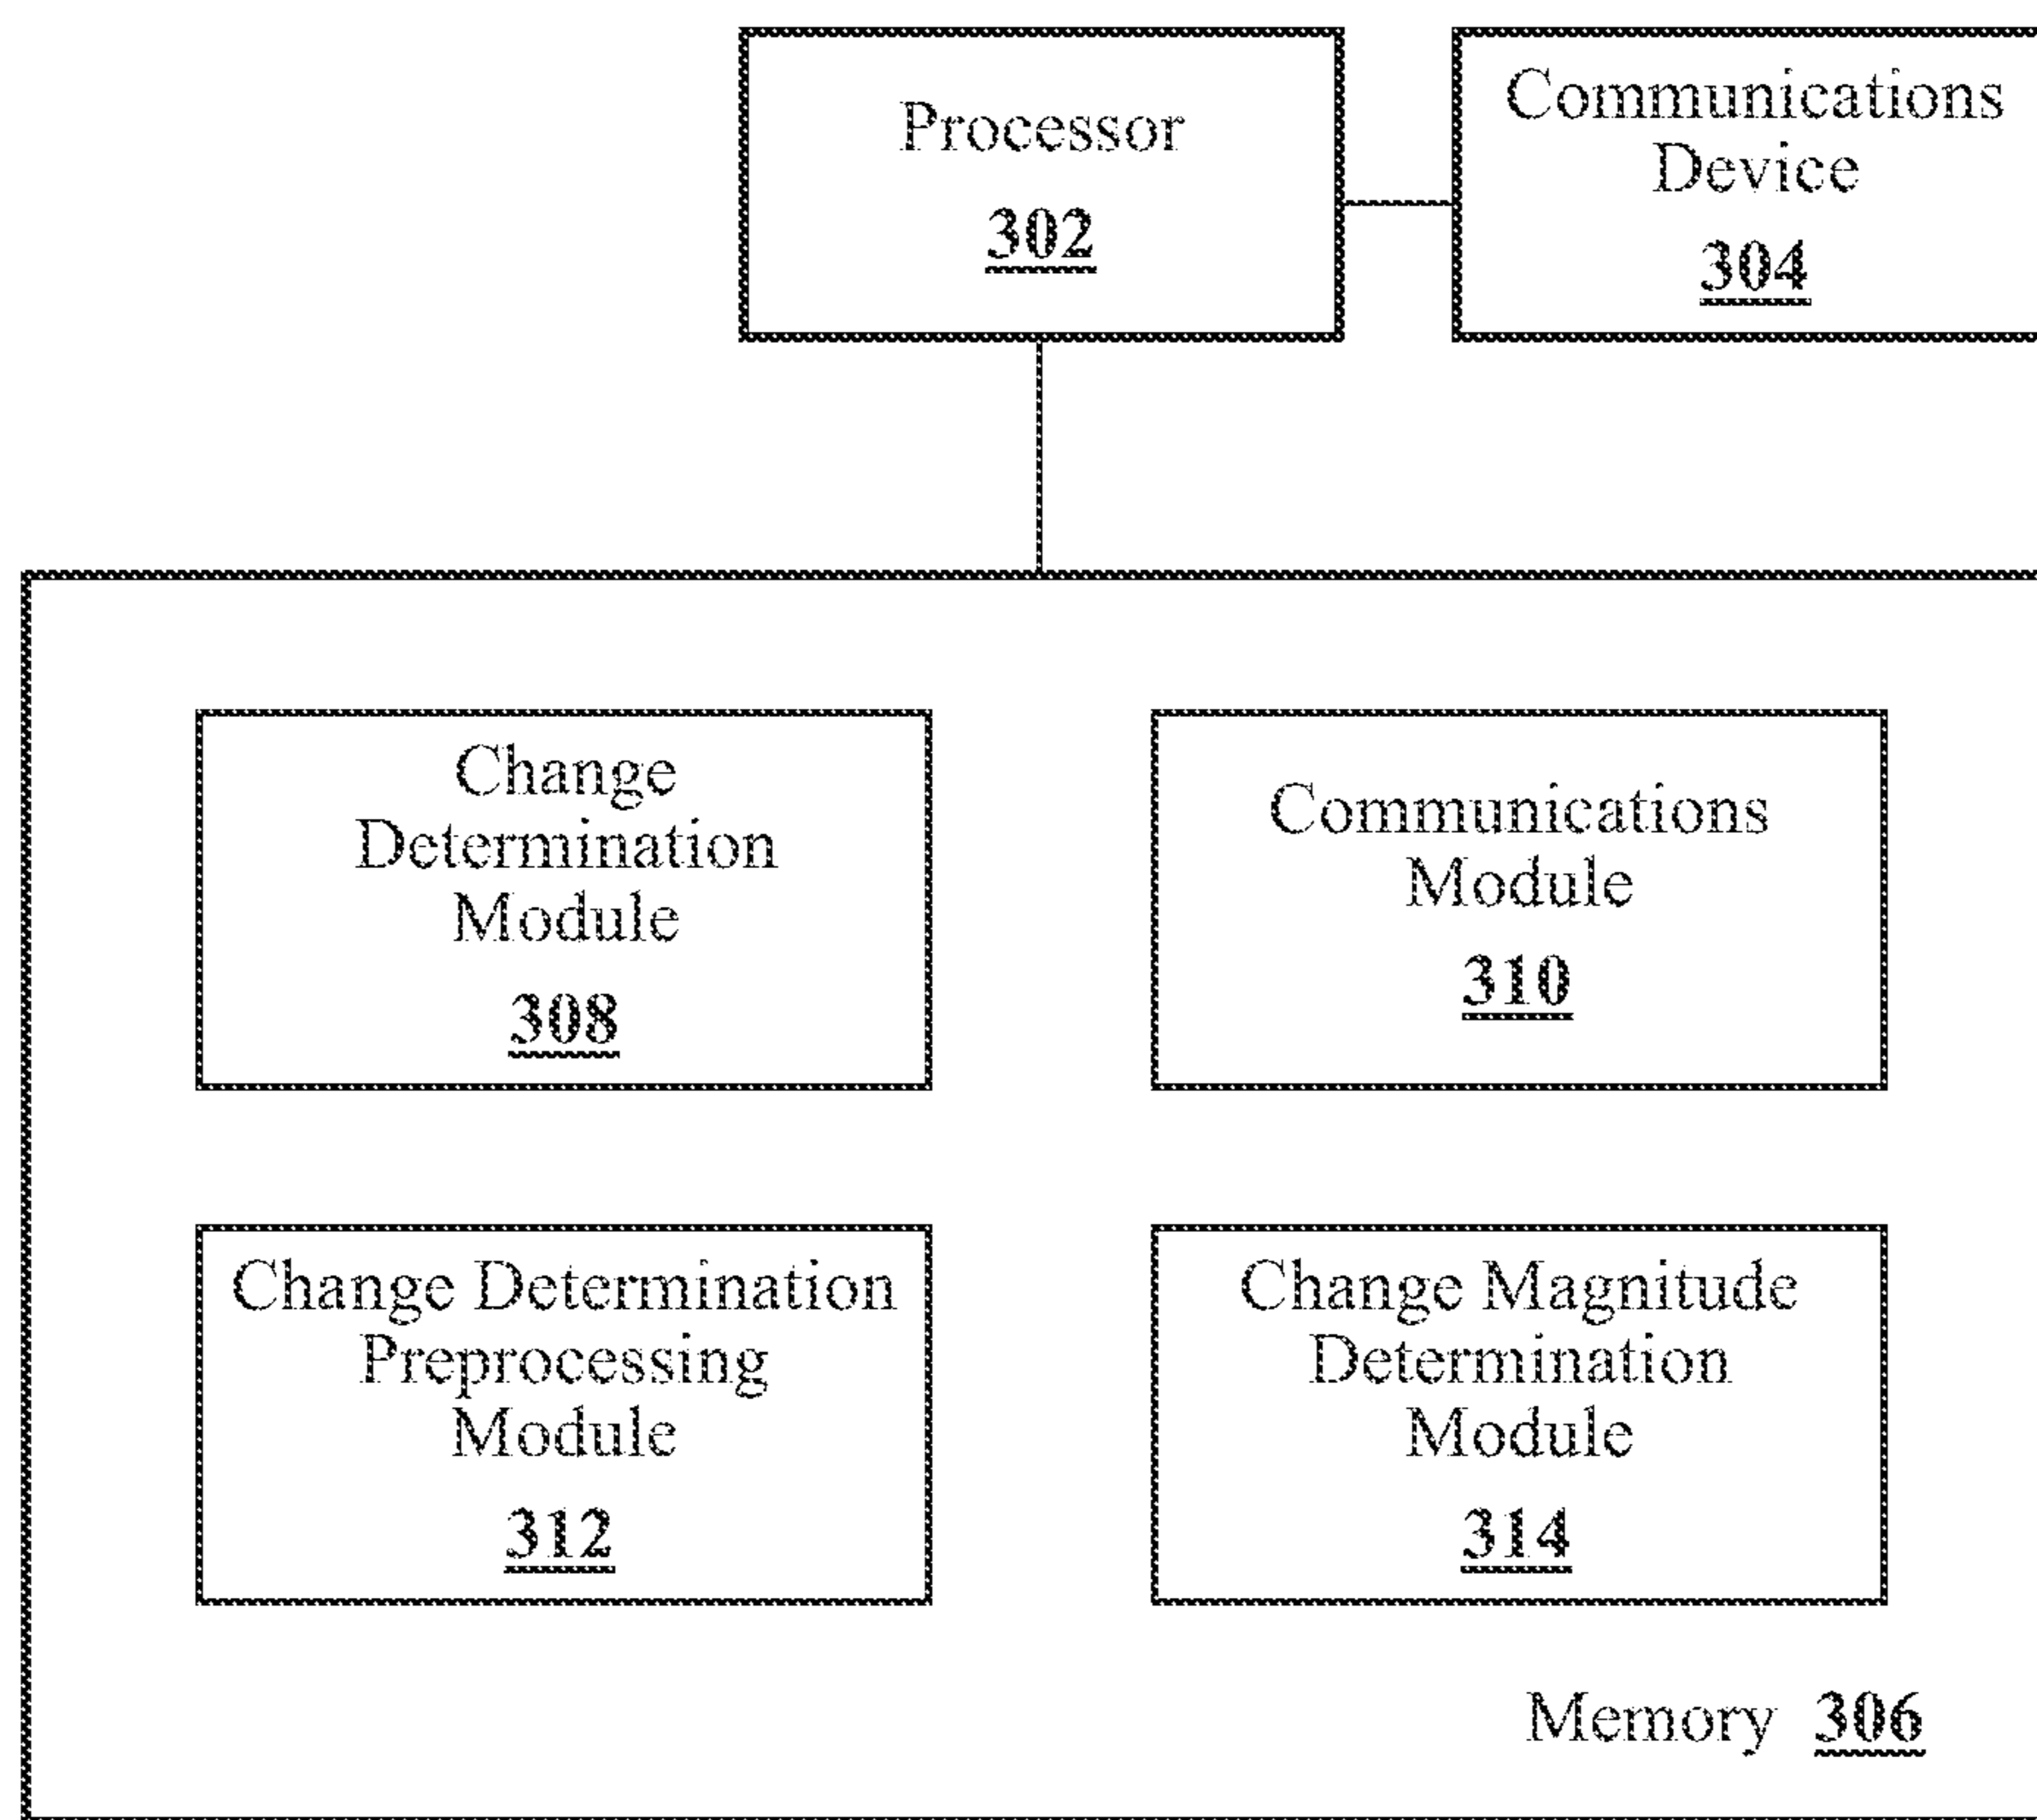 Processor
302
Communications
Device
304
Change
Determination
Module
308
Communications
Module
310
Change Determination
Preprocessing
Module
312
Change Magnitude
Determination
Module
314
Memory 306